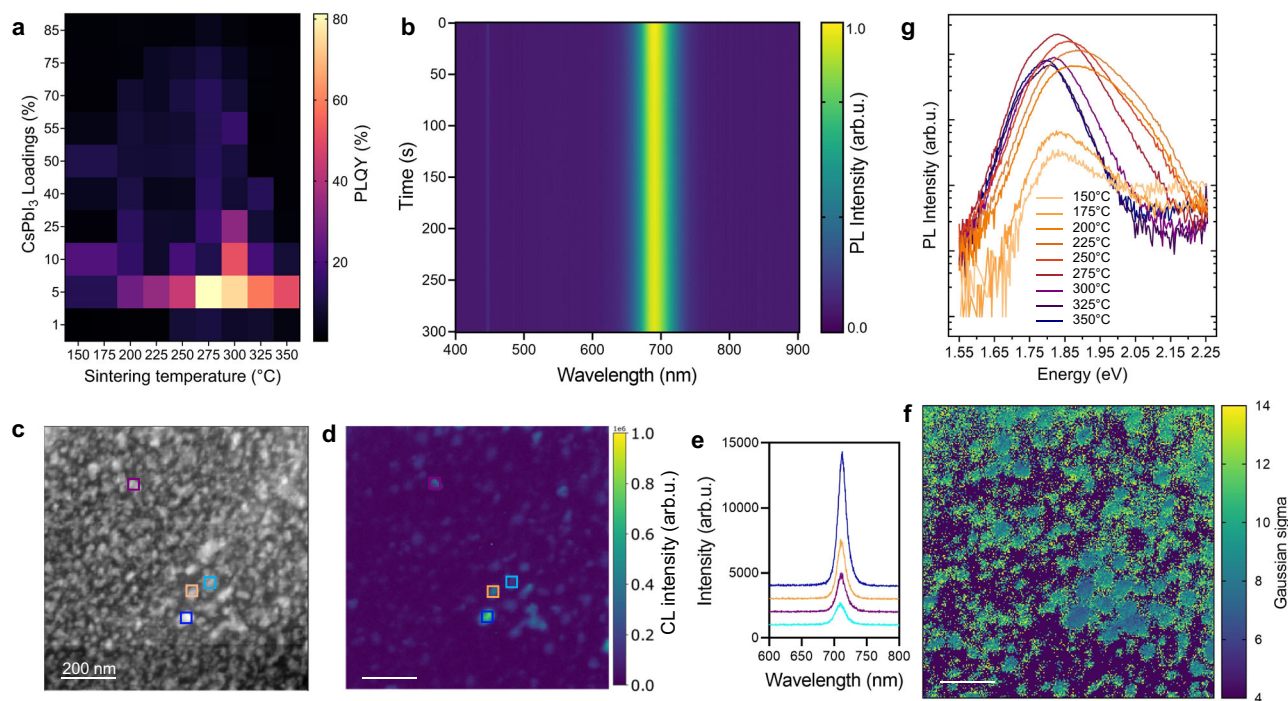 a
85
75
70
55
50
40
25
10
5
1
CsPbI₃ Loadings (%)
150 175 200 225 250 275 300 325 350
Sintering temperature (°C)
80
60
40
20
PLQY (%)
b
0
50
100
150
200
250
300
Time (s)
400 500 600 700 800 900
Wavelength (nm)
1.0
0.0
PL Intensity (arb.u.)
g
PL Intensity (arb.u.)
150°C
175°C
200°C
225°C
250°C
275°C
300°C
325°C
350°C
1.55 1.65 1.75 1.85 1.95 2.05 2.15 2.25
Energy (eV)
c
200 nm
d
1e6
1.0
0.8
0.6
0.4
0.2
0.0
CL intensity (arb.u.)
e
15000
10000
5000
0
Intensity (arb.u.)
600 700 800
Wavelength (nm)
f
14
12
10
8
6
4
Gaussian sigma